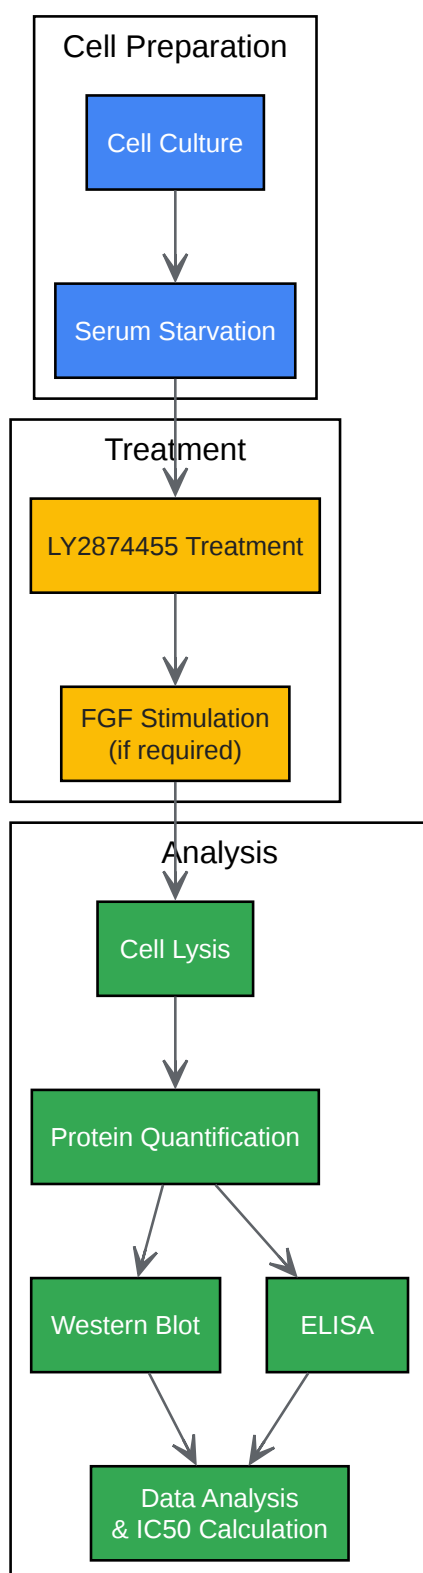 Cell Preparation
Cell Culture
Serum Starvation
Treatment
LY2874455 Treatment
FGF Stimulation
(if required)
Analysis
Cell Lysis
Protein Quantification
Western Blot
ELISA
Data Analysis
& IC50 Calculation